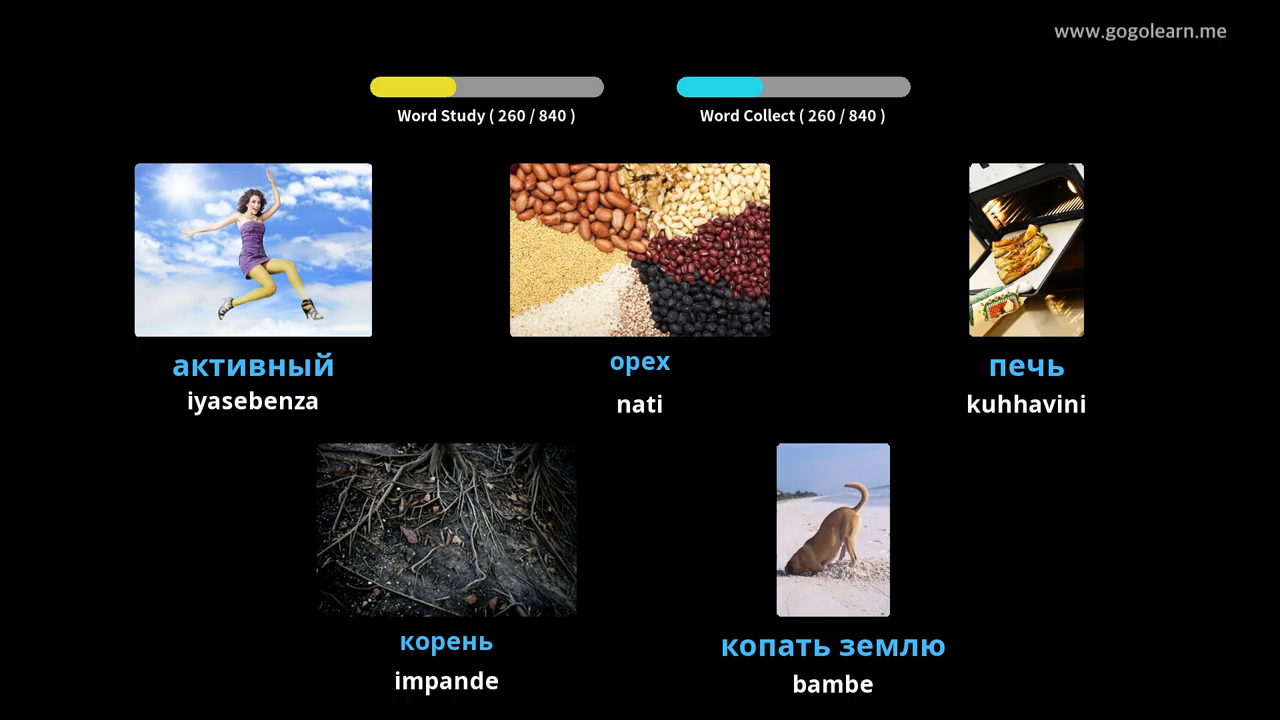 www.gogolearn.me
Word Study ( 260 / 840 )
Word Collect ( 260 / 840 )
активный
iyasebenza
орех
nati
печь
kuhhavini
корень
impande
копать землю
bambe